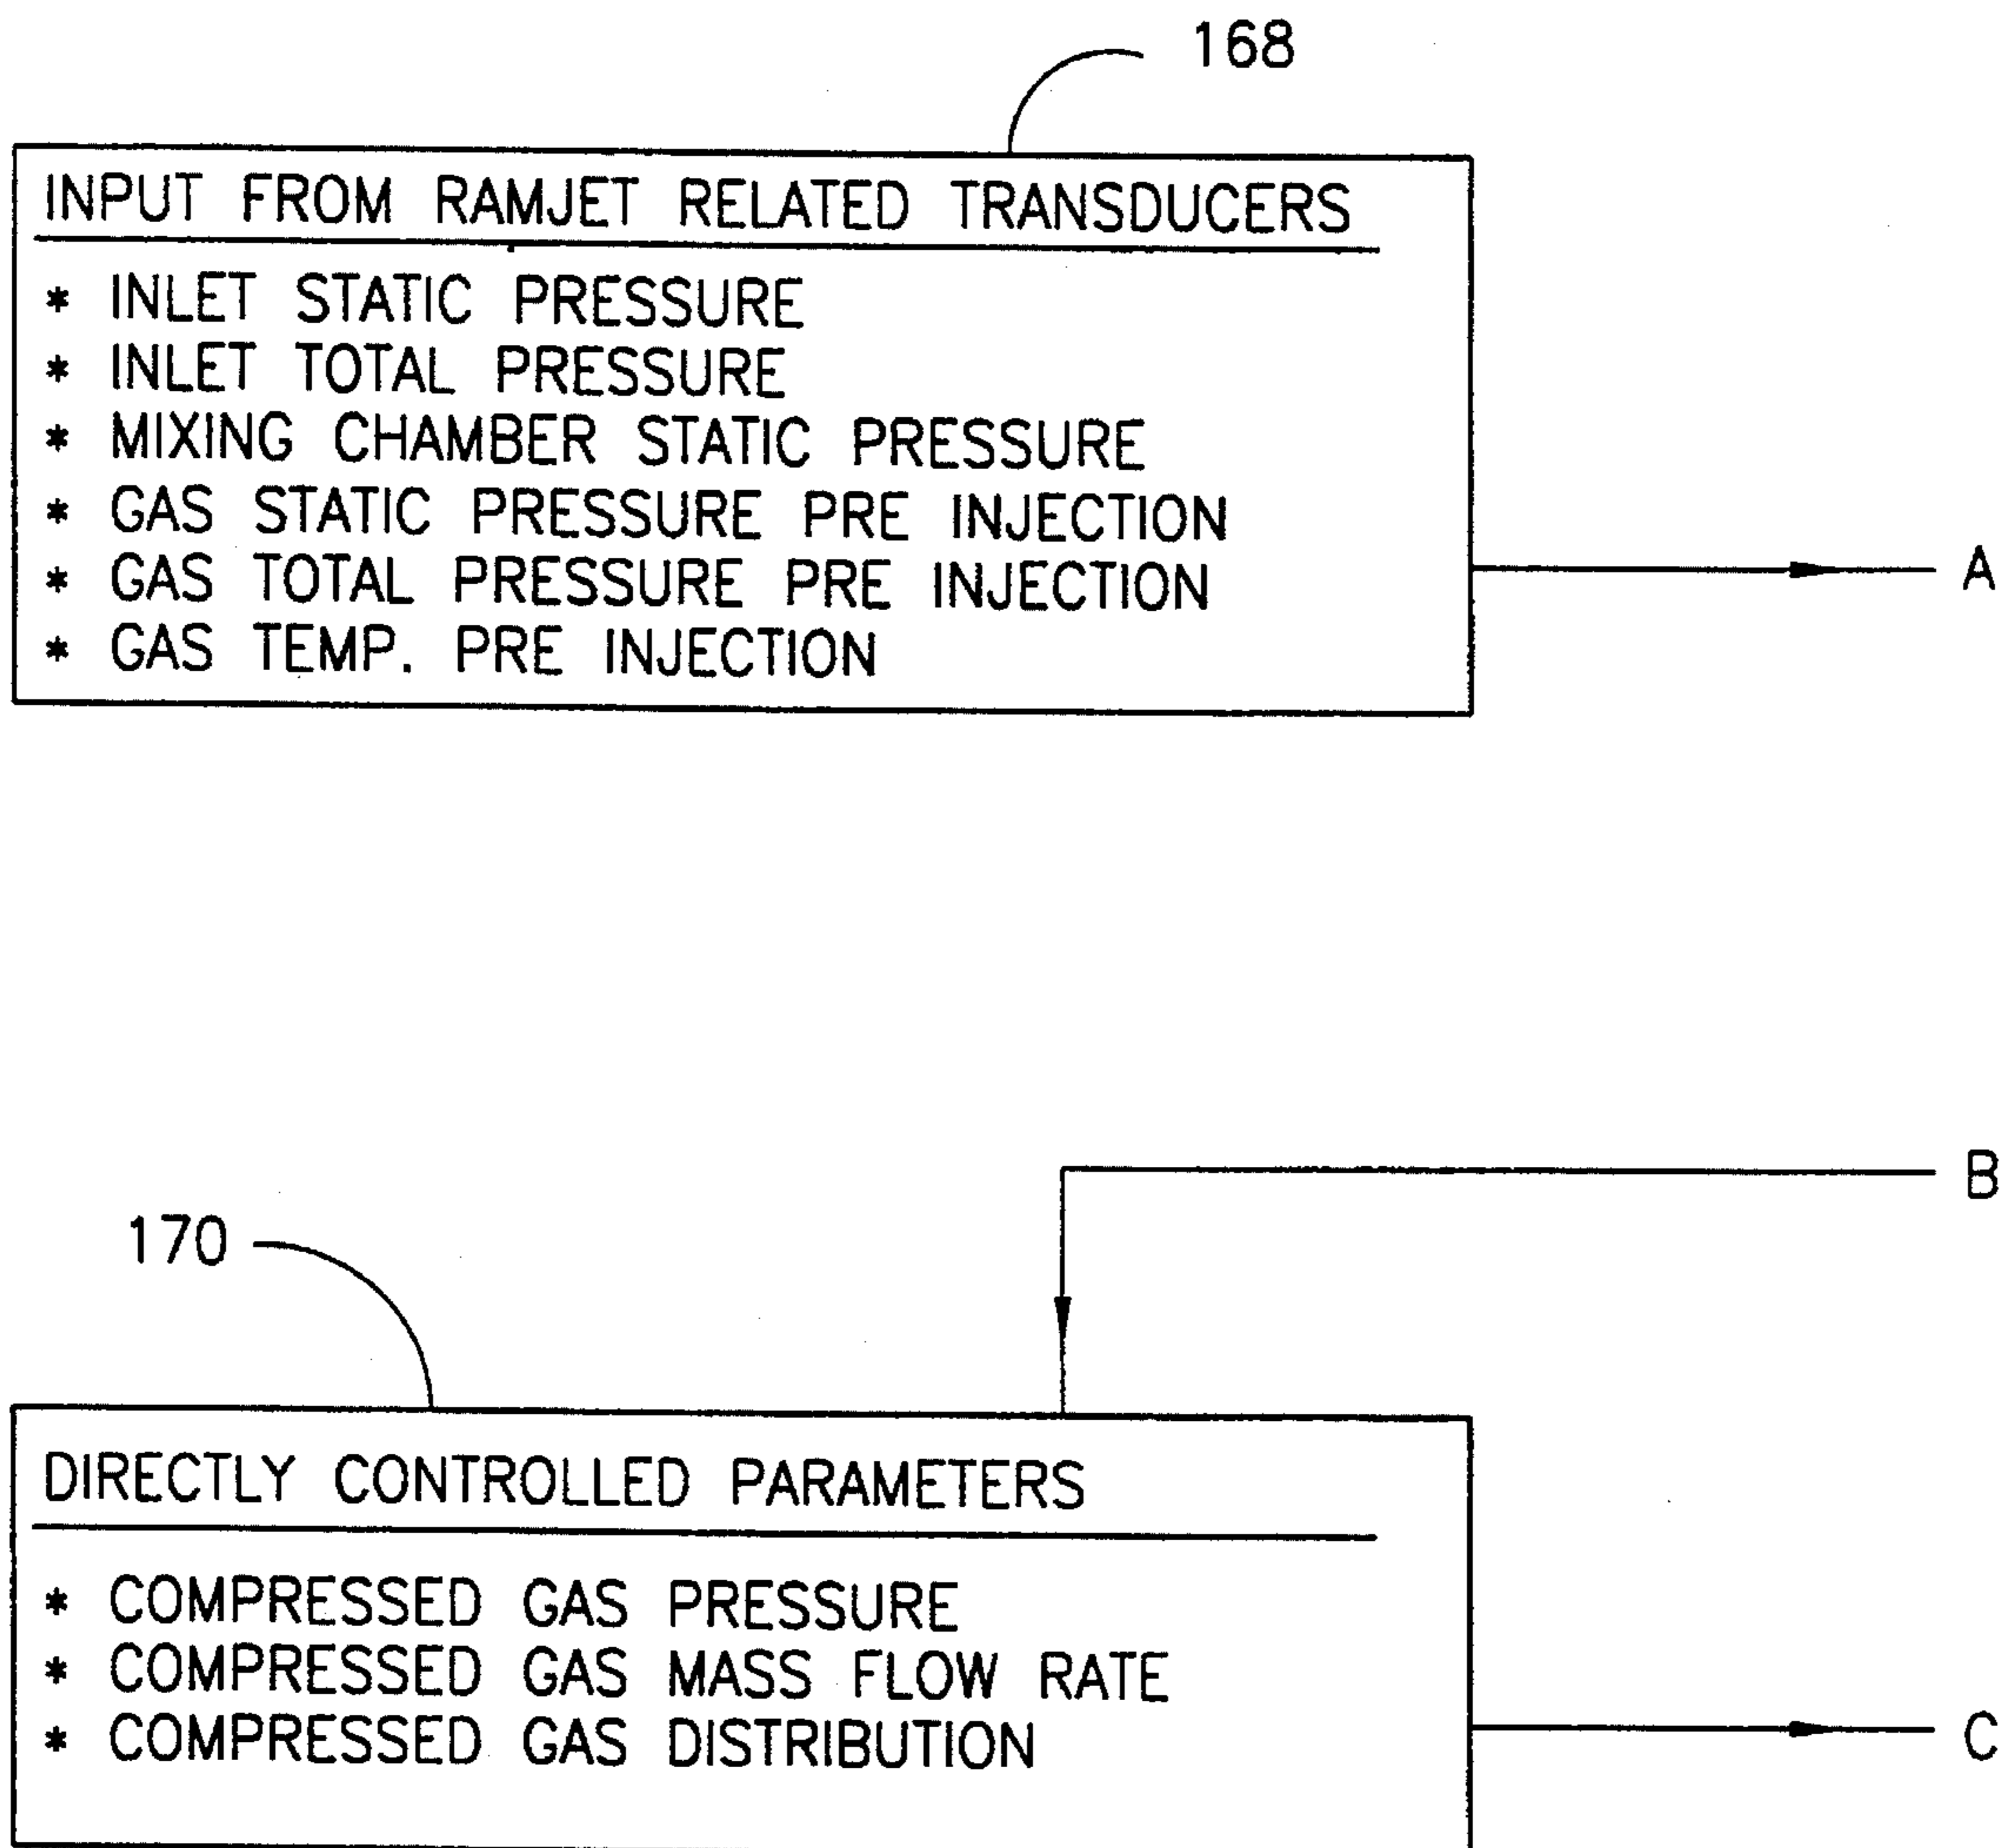 168
INPUT FROM RAMJET RELATED TRANSDUCERS
* INLET STATIC PRESSURE
* INLET TOTAL PRESSURE
* MIXING CHAMBER STATIC PRESSURE
* GAS STATIC PRESSURE PRE INJECTION
* GAS TOTAL PRESSURE PRE INJECTION
* GAS TEMP. PRE INJECTION
A
B
170
DIRECTLY CONTROLLED PARAMETERS
* COMPRESSED GAS PRESSURE
* COMPRESSED GAS MASS FLOW RATE
* COMPRESSED GAS DISTRIBUTION
C